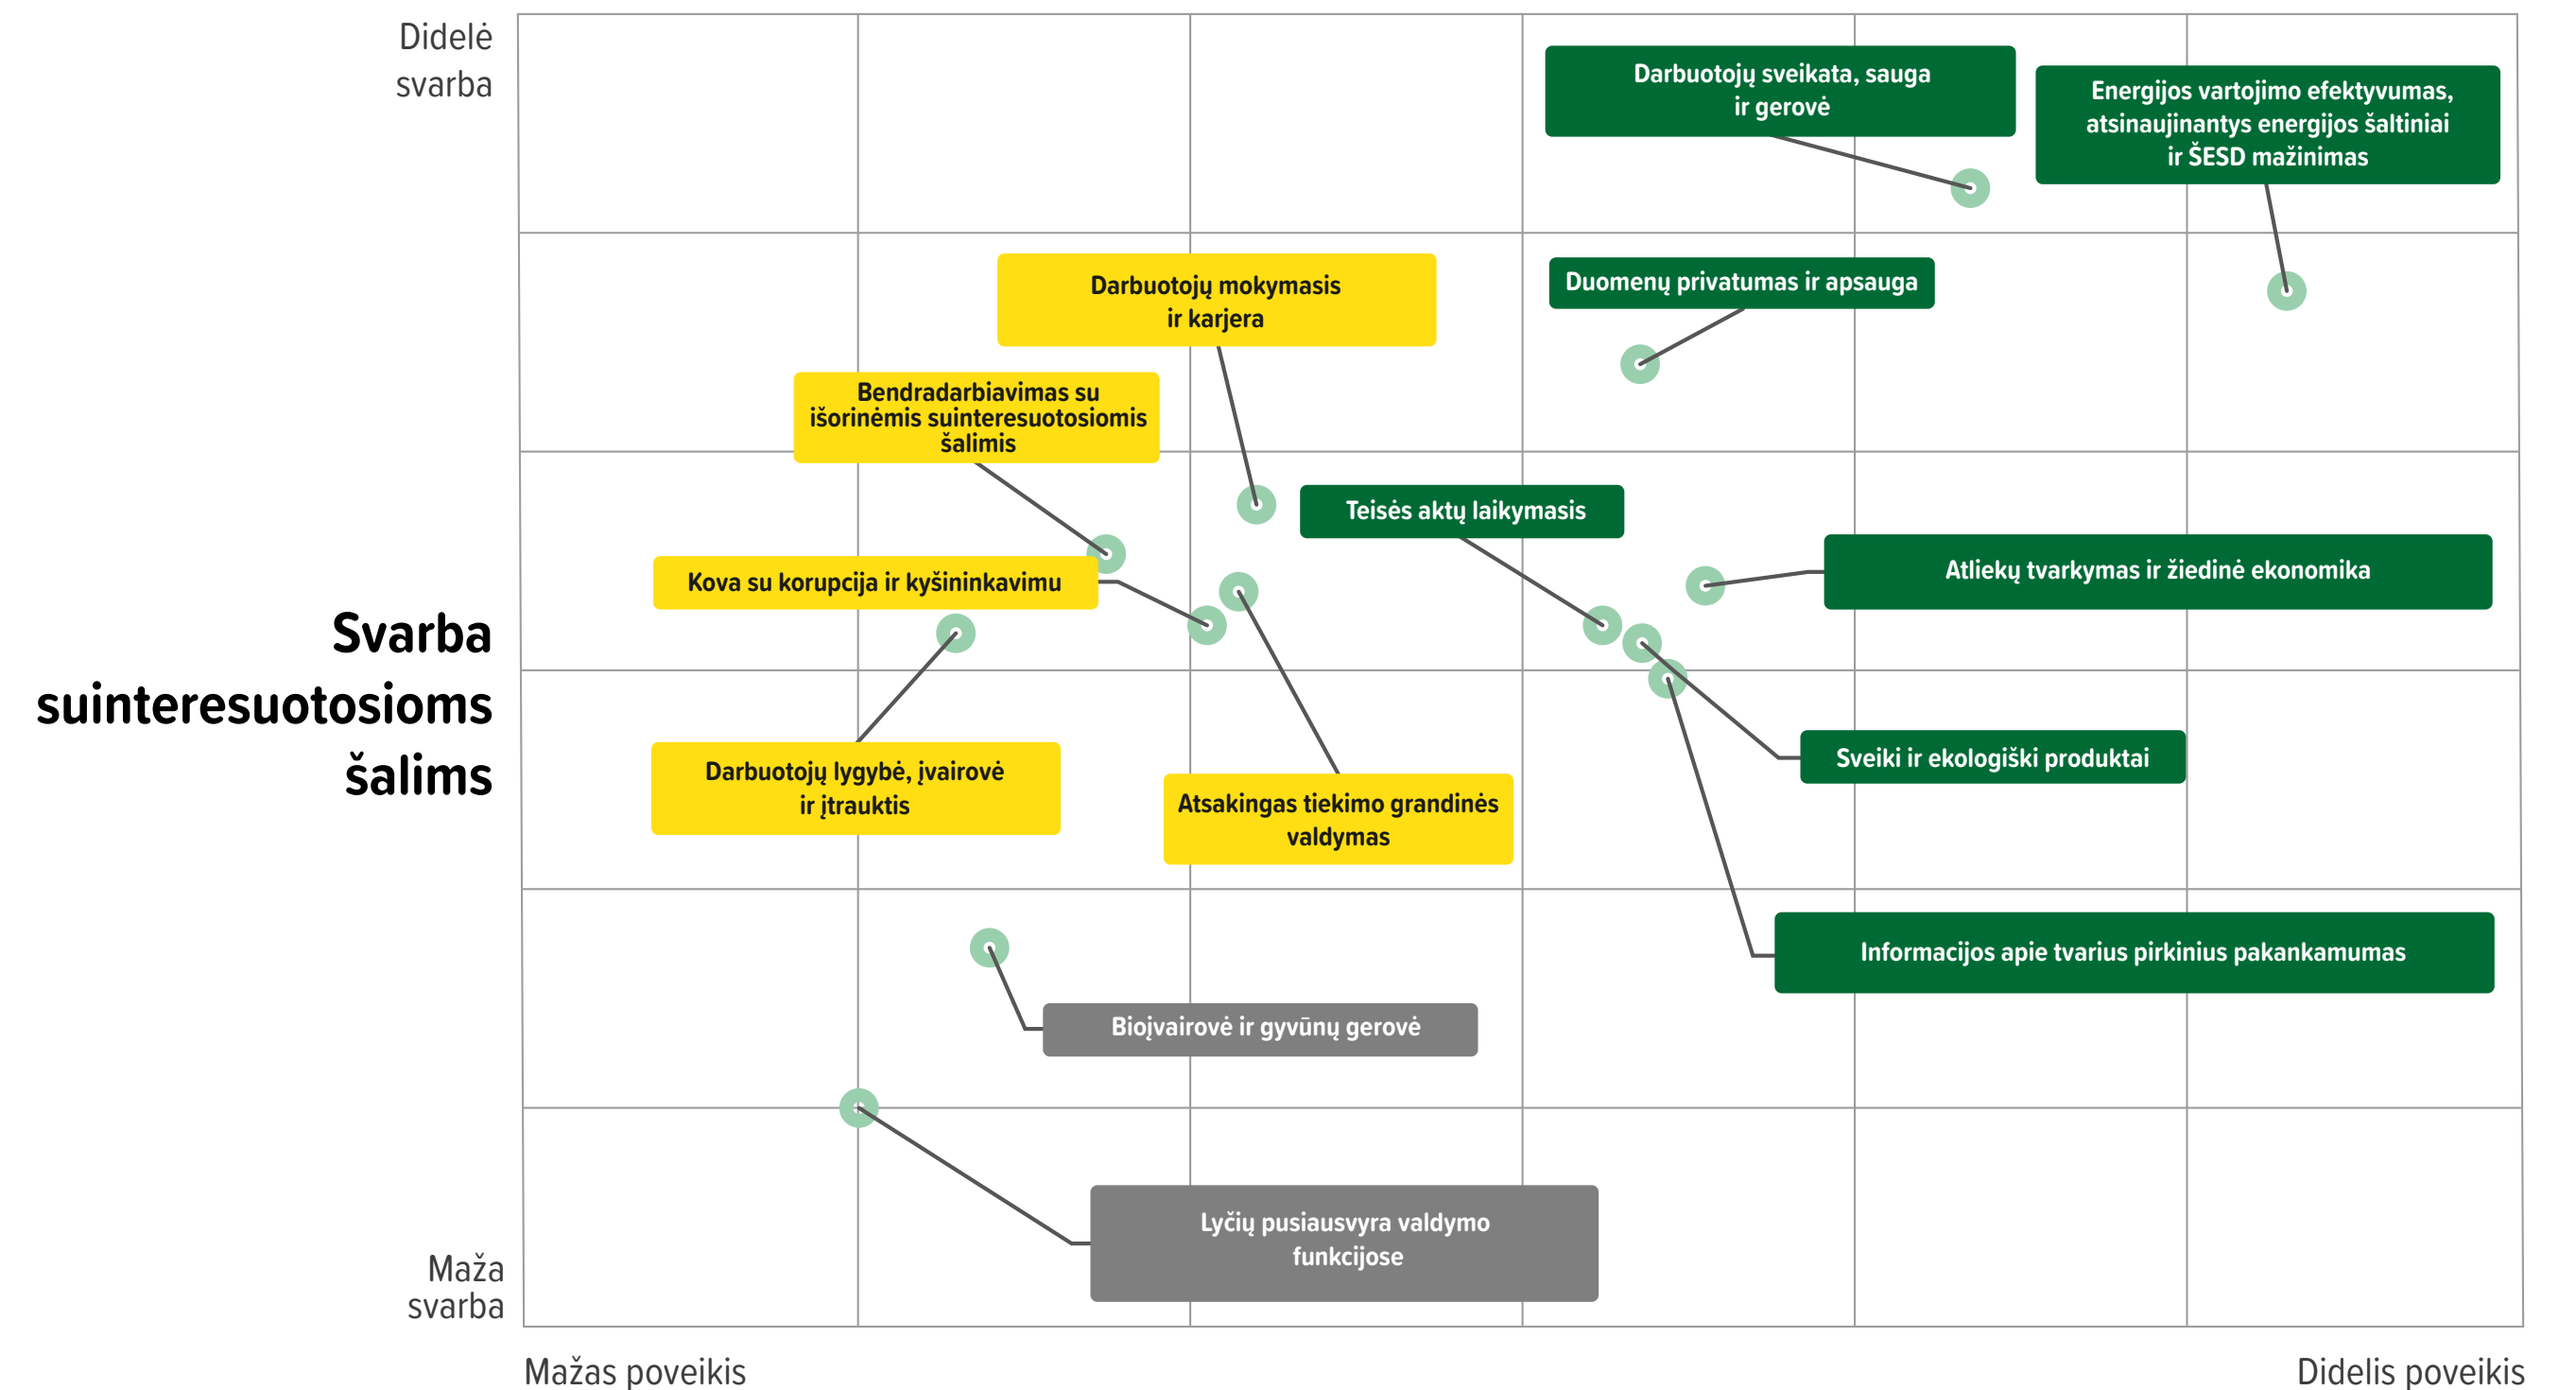 Didelė
svarba
Darbuotojų sveikata, sauga
ir gerovė
Energijos vartojimo efektyvumas,
atsinaujinantys energijos šaltiniai
ir ŠESD mažinimas
Darbuotojų mokymasis
ir karjera
Duomenų privatumas ir apsauga
Bendradarbiavimas su
išorinėmis suinteresuotosiomis
šalimis
Teisės aktų laikymasis
Atliekų tvarkymas ir žiedinė ekonomika
Kova su korupcija ir kyšininkavimu
Svarba
suinteresuotosioms
šalims
Darbuotojų lygybė, įvairovė
ir įtrauktis
Atsakingas tiekimo grandinės
valdymas
Sveiki ir ekologiški produktai
Informacijos apie tvarius pirkinius pakankamumas
Bioįvairovė ir gyvūnų gerovė
Lyčių pusiausvyra valdymo
funkcijose
Maža
svarba
Mažas poveikis
Didelis poveikis